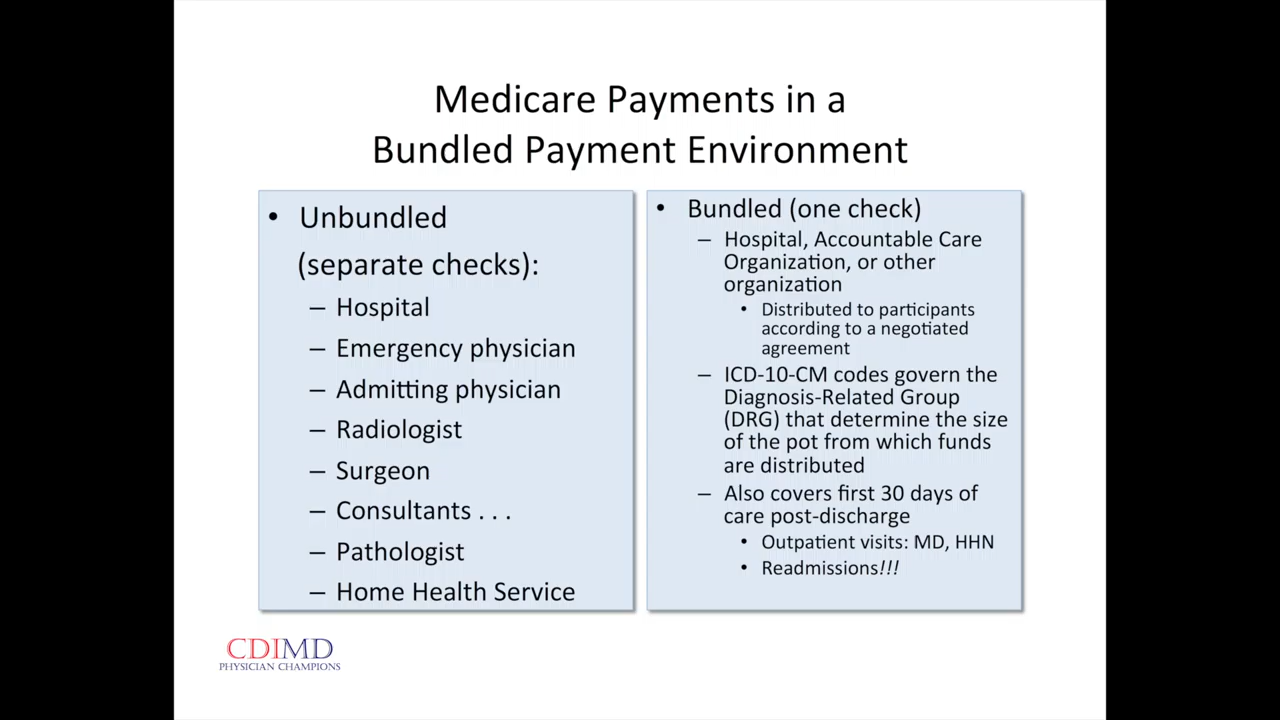 Medicare Payments in a
Bundled Payment Environment
• Unbundled
(separate checks):
– Hospital
– Emergency physician
– Admitting physician
– Radiologist
– Surgeon
– Consultants . . .
– Pathologist
– Home Health Service
• Bundled (one check)
– Hospital, Accountable Care
Organization, or other
organization
• Distributed to participants
according to a negotiated
agreement
– ICD-10-CM codes govern the
Diagnosis-Related Group
(DRG) that determine the size
of the pot from which funds
are distributed
– Also covers first 30 days of
care post-discharge
• Outpatient visits: MD, HHN
• Readmissions!!!
CDIMD
PHYSICIAN CHAMPIONS